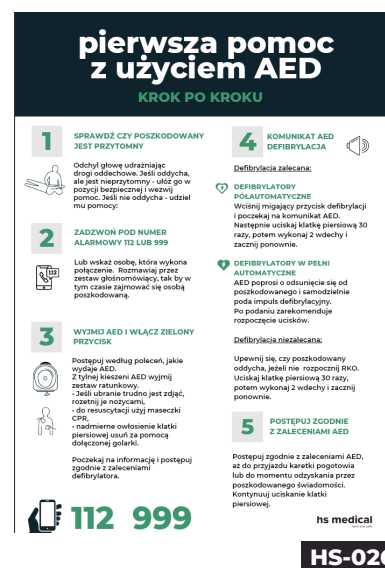 pierwsza pomoc
z użyciem AED
KROK PO KROKU
1
SPRAWDŹ CZY POSZKODOWANY
JEST PRZYTOMNY
Odchyl głowę udrażniając
drogi oddechowe. Jeśli oddycha,
ale jest nieprzytomny - ułóż go w
pozycji bezpiecznej i wezwij
pomoc. Jeśli nie oddycha - udziel
mu pomocy:
2
ZADZWOŃ POD NUMER
ALARMOWY 112 LUB 999
112
Lub wskaż osobę, która wykona
połączenie. Rozmawiaj przez
zestaw głośnomówiący, tak by w
tym czasie zajmować się osobą
poszkodowaną.
3
WYJMIJ AED I WŁĄCZ ZIELONY
PRZYCISK
Postępuj według poleceń, jakie
wydaje AED.
Z tylnej kieszeni AED wyjmij
zestaw ratunkowy.
• Jeśli ubranie trudno jest zdjąć,
rozetnij je nożycami,
• do resuscytacji użyj maseczki
CPR,
• nadmierne owłosienie klatki
piersiowej usuń za pomocą
dołączonej golarki.
Poczekaj na informację i postępuj
zgodnie z zaleceniami
defibrylatora.
112 999
4
KOMUNIKAT AED
DEFIBRYLACJA
Defibrylacja zalecana:
DEFIBRYLATORY
PÓŁAUTOMATYCZNE
Wciśnij migający przycisk defibrylacji
i poczekaj na komunikat AED.
Następnie uciskaj klatkę piersiową 30
razy, potem wykonaj 2 wdechy i
zacznij ponownie.
DEFIBRYLATORY W PEŁNI
AUTOMATYCZNE
AED poprosi o odsunięcie się od
poszkodowanego i samodzielnie
poda impuls defibrylacyjny.
Po podaniu zarekomenduje
rozpoczęcie ucisków.
Defibrylacja niezalecana:
Upewnij się, czy poszkodowany
oddycha, jeżeli nie rozpocznij RKO.
Uciskaj klatkę piersiową 30 razy,
potem wykonaj 2 wdechy i zacznij
ponownie.
5
POSTĘPUJ ZGODNIE
Z ZALECENIAMI AED
Postępuj zgodnie z zaleceniami AED,
aż do przyjazdu karetki pogotowia
lub do momentu odzyskania przez
poszkodowanego świadomości.
Kontynuuj uciskanie klatki
piersiowej.
hs medical
HS-026